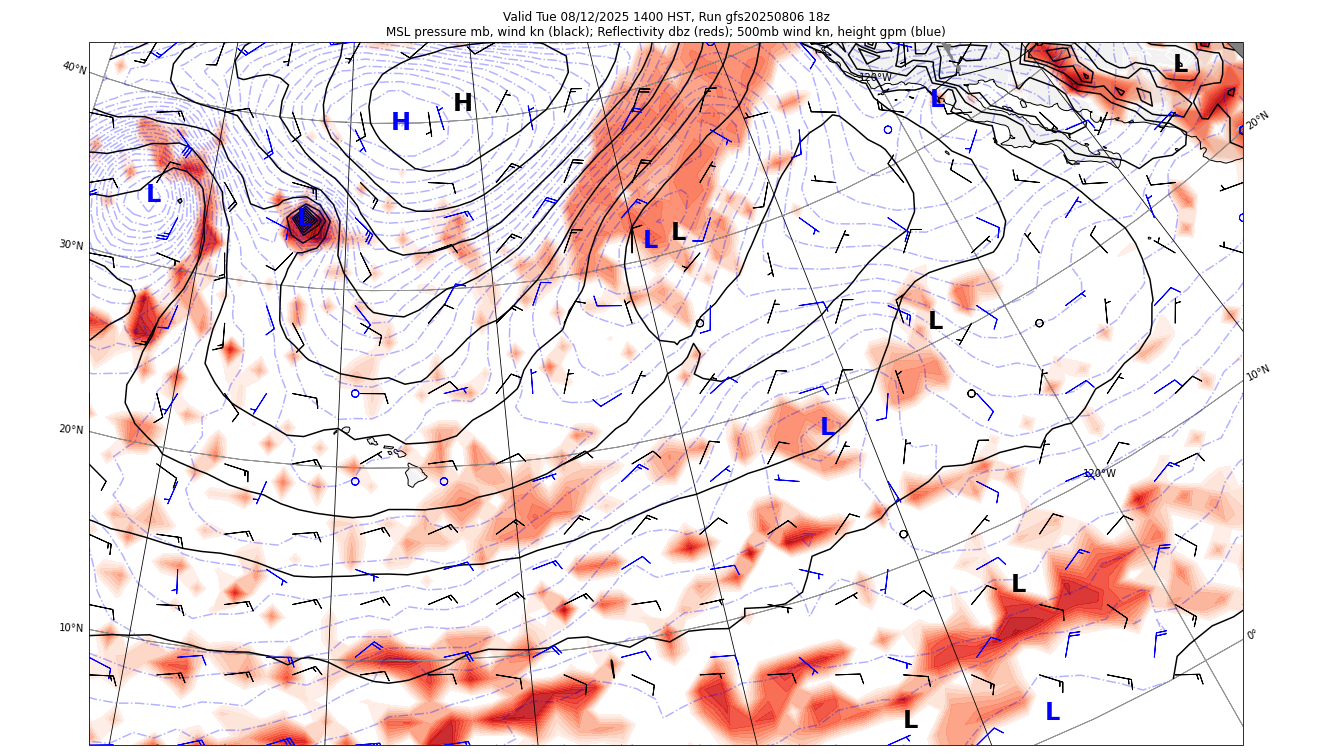 Valid Tue 08/12/2025 1400 HST, Run gfs20250806 18z
MSL pressure mb, wind kn (black); Reflectivity dbz (reds); 500mb wind kn, height gpm (blue)
40°N
120°W
L
L
H
H
20°N
L
L
L
L
30°N
L
L
10°N
20°N
L
120°W
L
10°N
0°
L
L